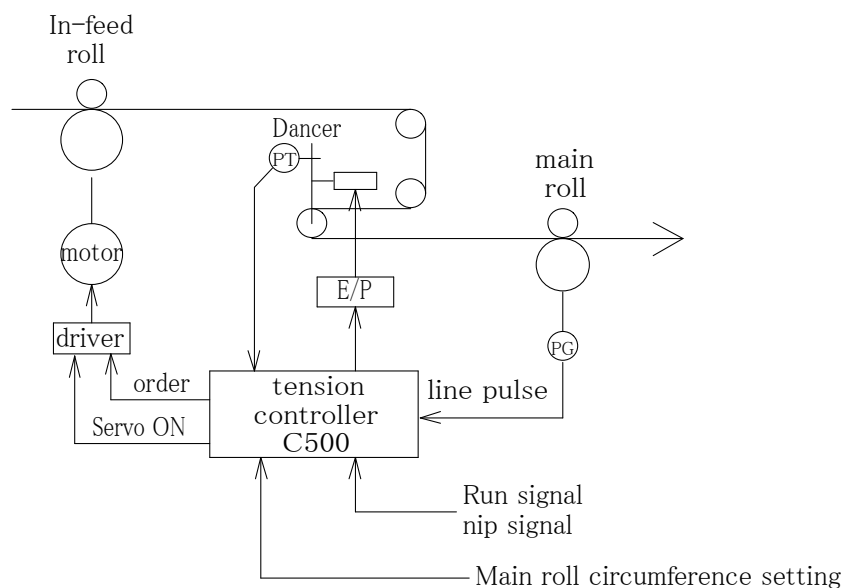 In-feed
roll
Dancer
PT
main
roll
motor
E/P
driver
PG
order
tension
controller
C500
line pulse
Servo ON
Run signal
nip signal
Main roll circumference setting